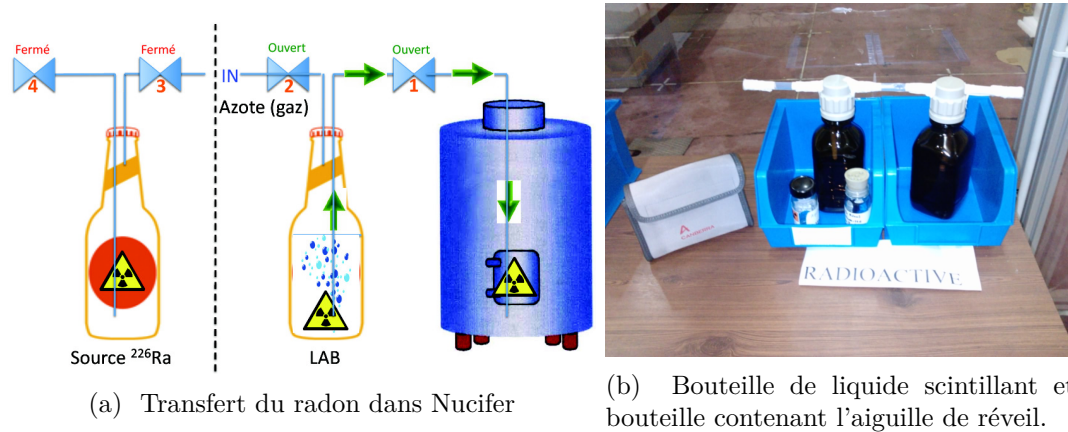 Fermé
Fermé
Ouvert
Ouvert
4
3
IN
2
1
Azote (gaz)
Source ²²⁶Ra
LAB
(a) Transfert du radon dans Nucifer
CANBERRA
RADIOACTIVE
(b) Bouteille de liquide scintillant et
bouteille contenant l'aiguille de réveil.